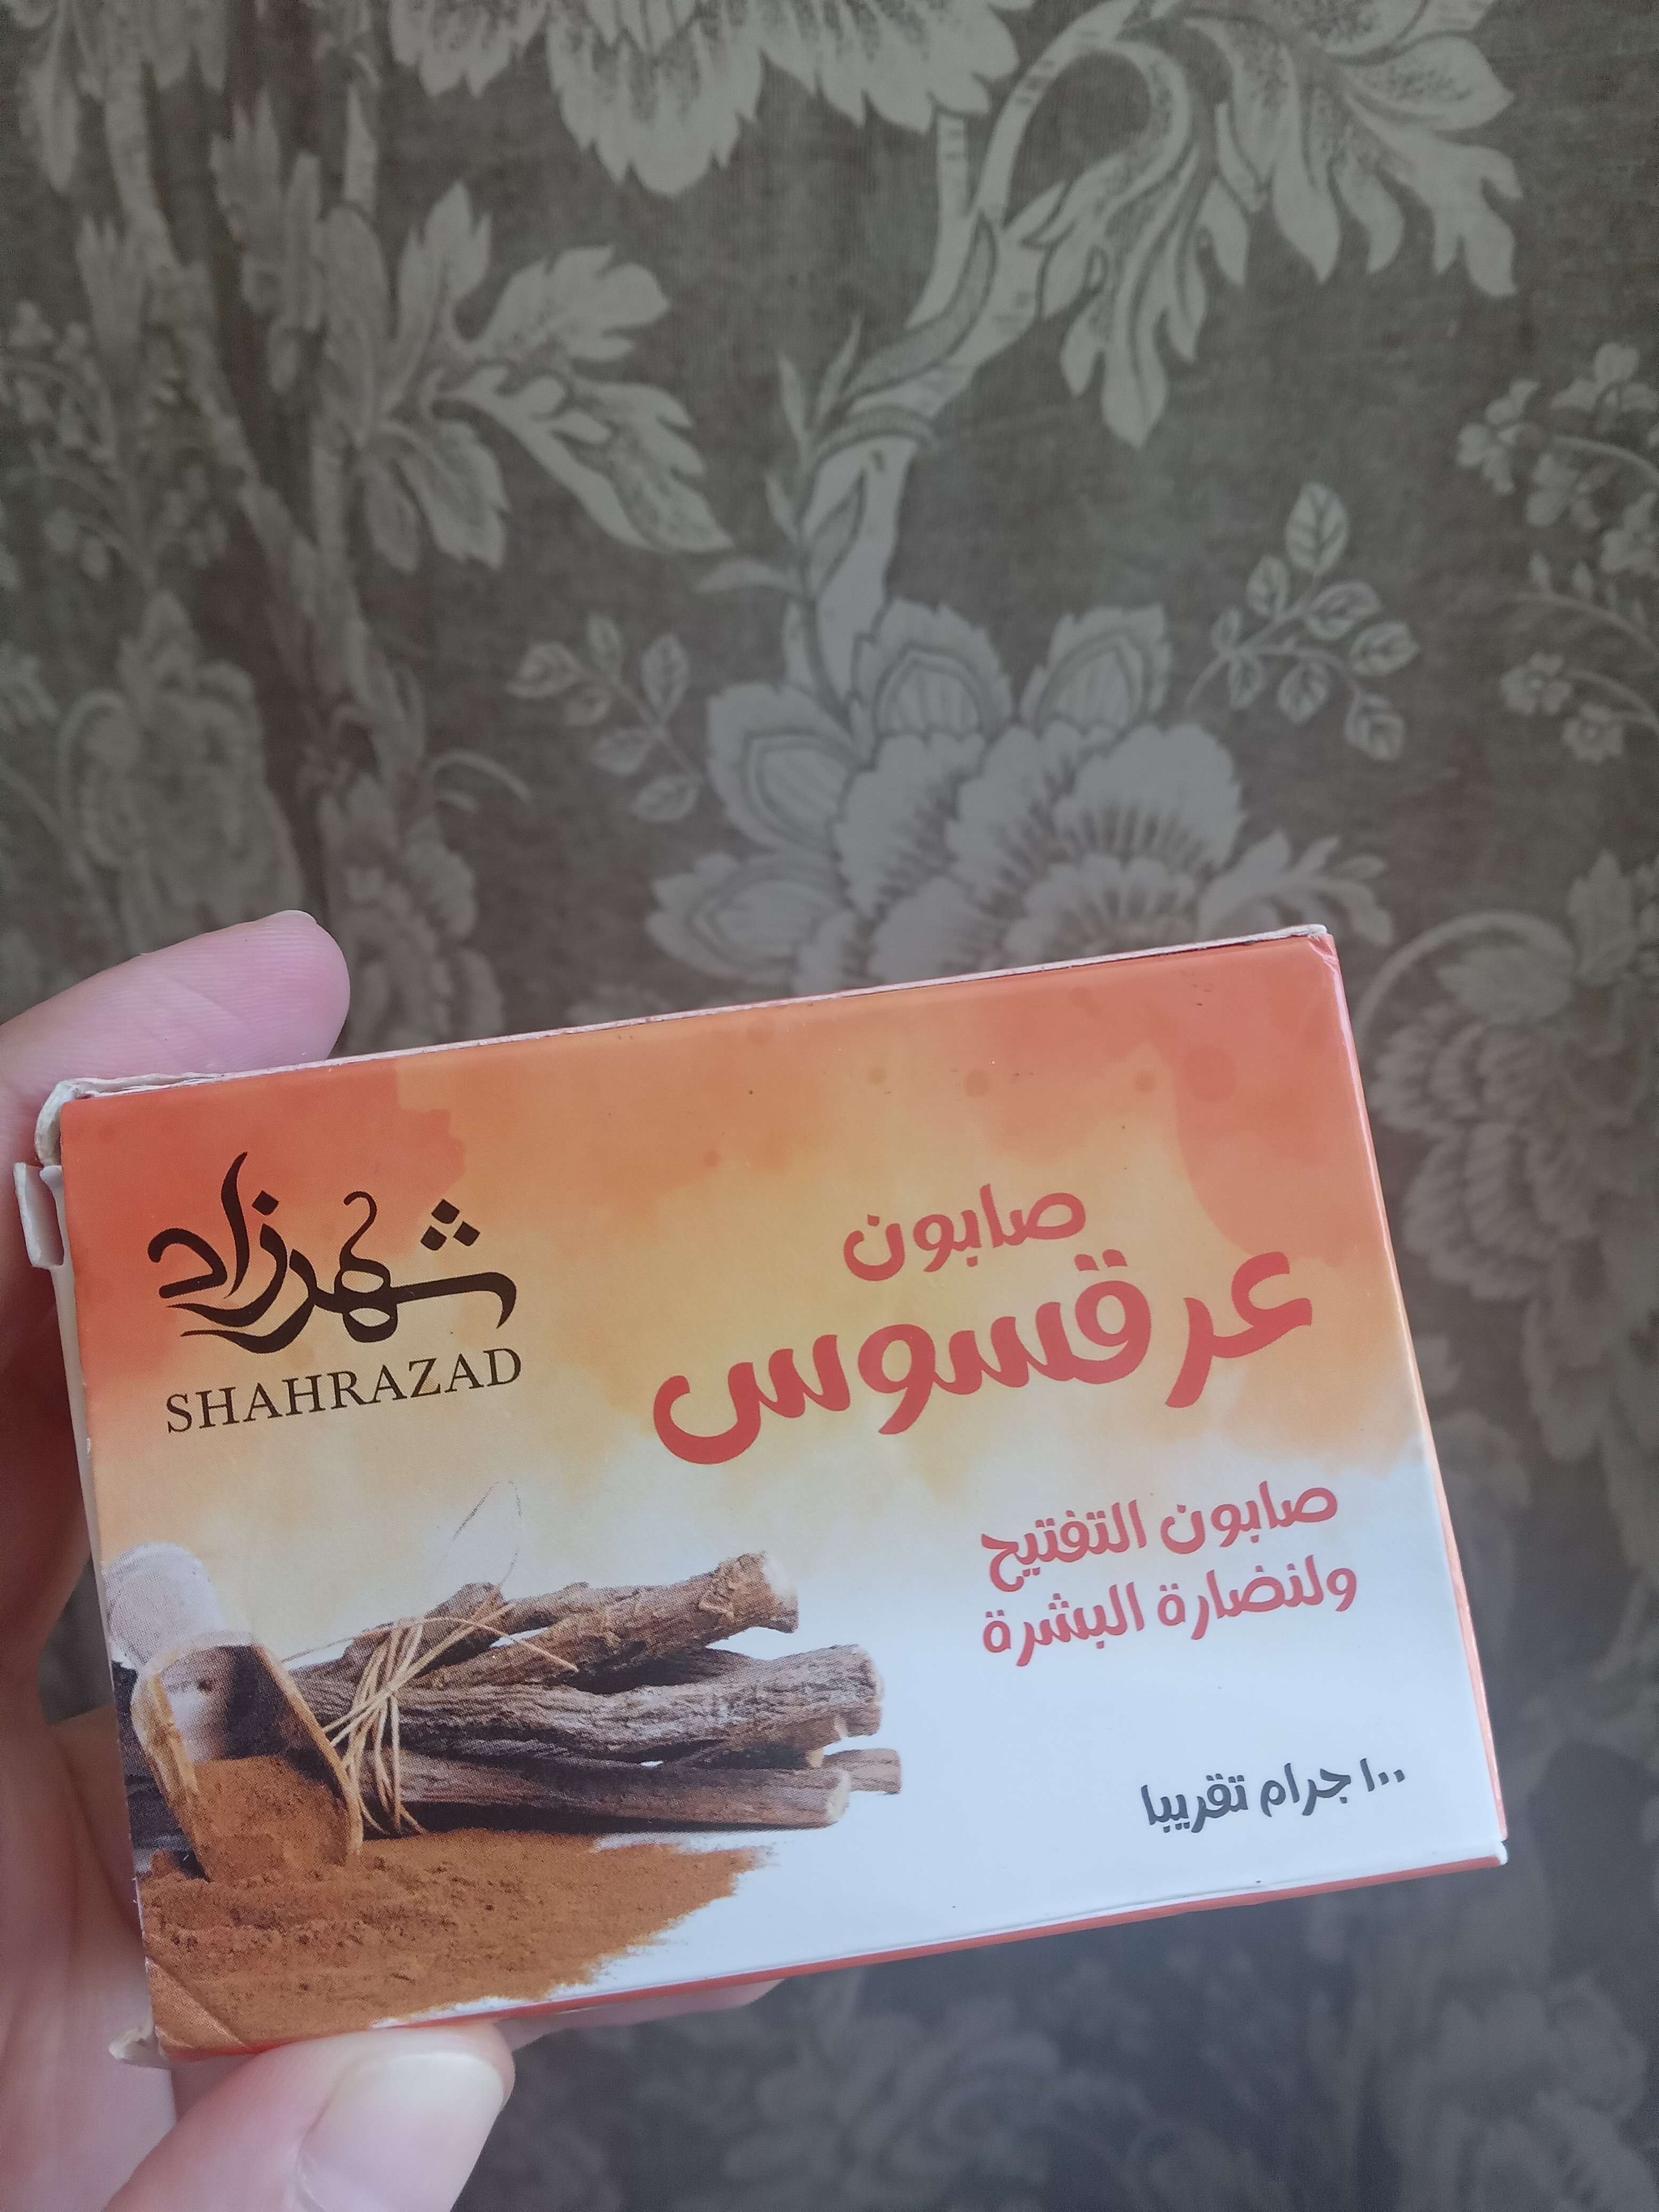 شهرزاد
SHAHRAZAD
صابون
عرقسوس
صابون التفتيح
ولنضارة البشرة
١٠٠ جرام تقريبا